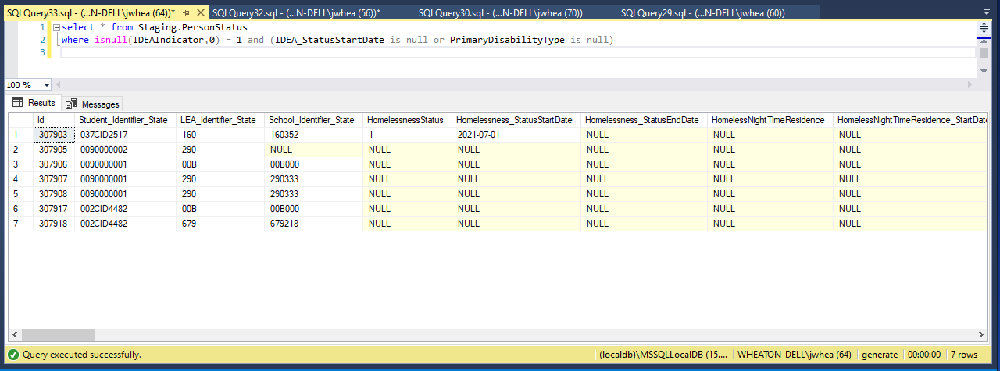 SQLQuery33.sql - (...N-DELL\jwhea (64))* SQLQuery32.sql - (...N-DELL\jwhea (56))* SQLQuery30.sql - (...N-DELL\jwhea (70)) SQLQuery29.sql - (...N-DELL\jwhea (60))
1 select * from Staging.PersonStatus
2 where isnull(IDEAIndicator,0) = 1 and (IDEA_StatusStartDate is null or PrimaryDisabilityType is null)
3
100 %
Results Messages
Id Student_Identifier_State LEA_Identifier_State School_Identifier_State HomelessnessStatus Homelessness_StatusStartDate Homelessness_StatusEndDate HomelessNightTimeResidence HomelessNightTimeResidence_StartDate
1 307903 037CID2517 160 160352 1 2021-07-01 NULL NULL NULL
2 307905 0090000002 290 NULL NULL NULL NULL NULL NULL
3 307906 0090000001 00B 00B000 NULL NULL NULL NULL NULL
4 307907 0090000001 290 290333 NULL NULL NULL NULL NULL
5 307908 0090000001 290 290333 NULL NULL NULL NULL NULL
6 307917 002CID4482 00B 00B000 NULL NULL NULL NULL NULL
7 307918 002CID4482 679 679218 NULL NULL NULL NULL NULL
Query executed successfully. (localdb)\MSSQLLocalDB (15.... WHEATON-DELL\jwhea (64) generate 00:00:00 7 rows